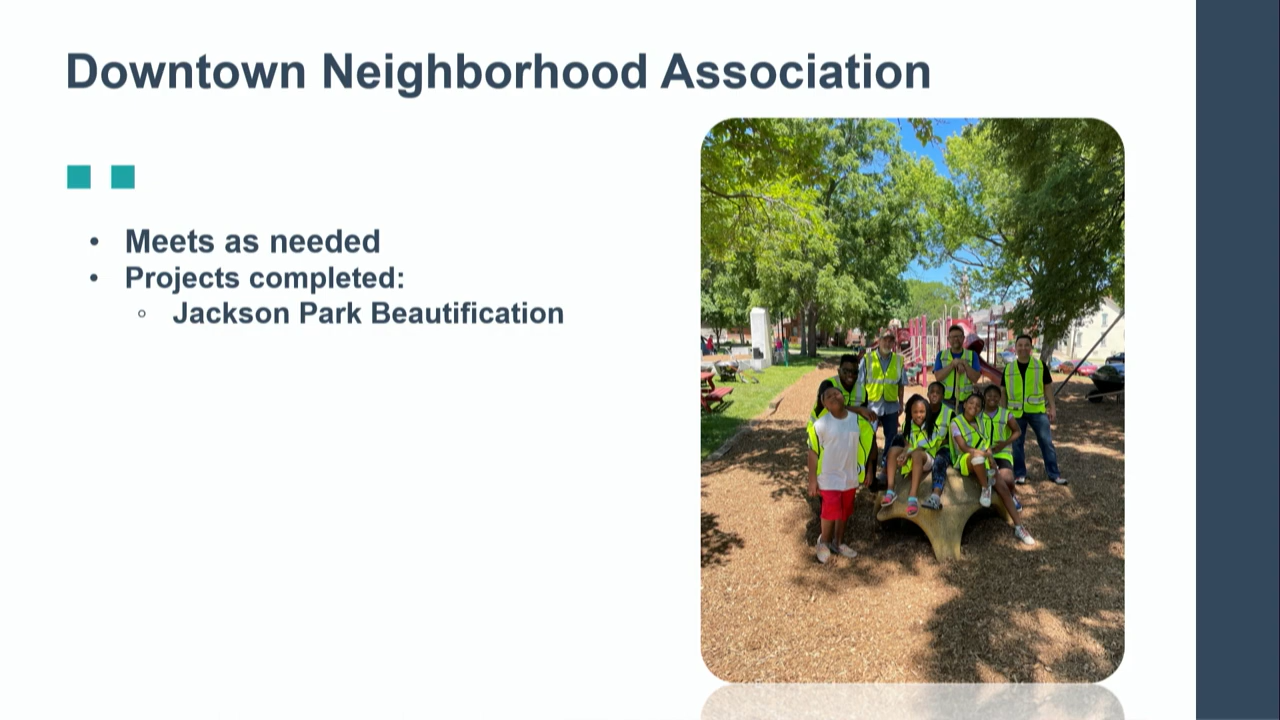 Downtown Neighborhood Association
• Meets as needed
• Projects completed:
◦ Jackson Park Beautification